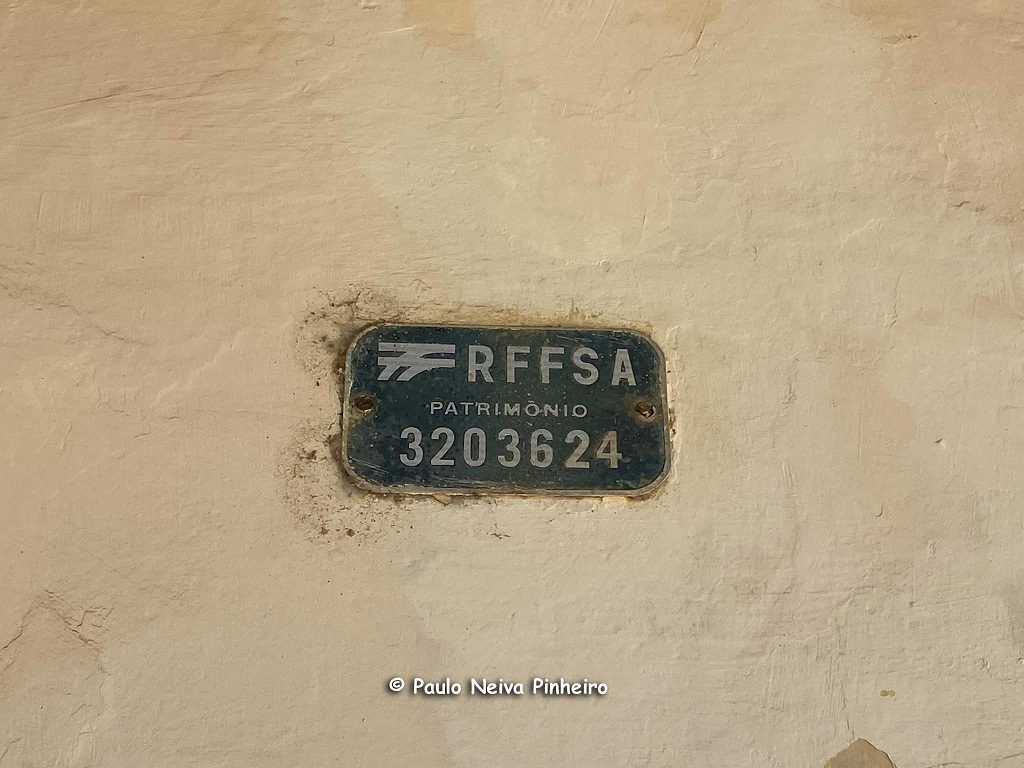 RFFSA
PATRIMÔNIO
3203624
© Paulo Neiva Pinheiro